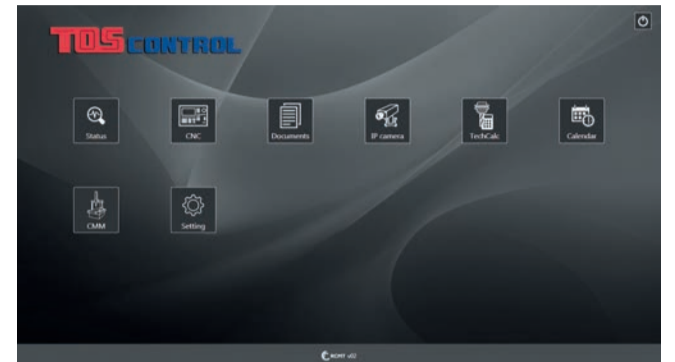 TOS CONTROL
Status
CNC
Documents
IP camera
TechCalc
Calendar
CMM
Setting